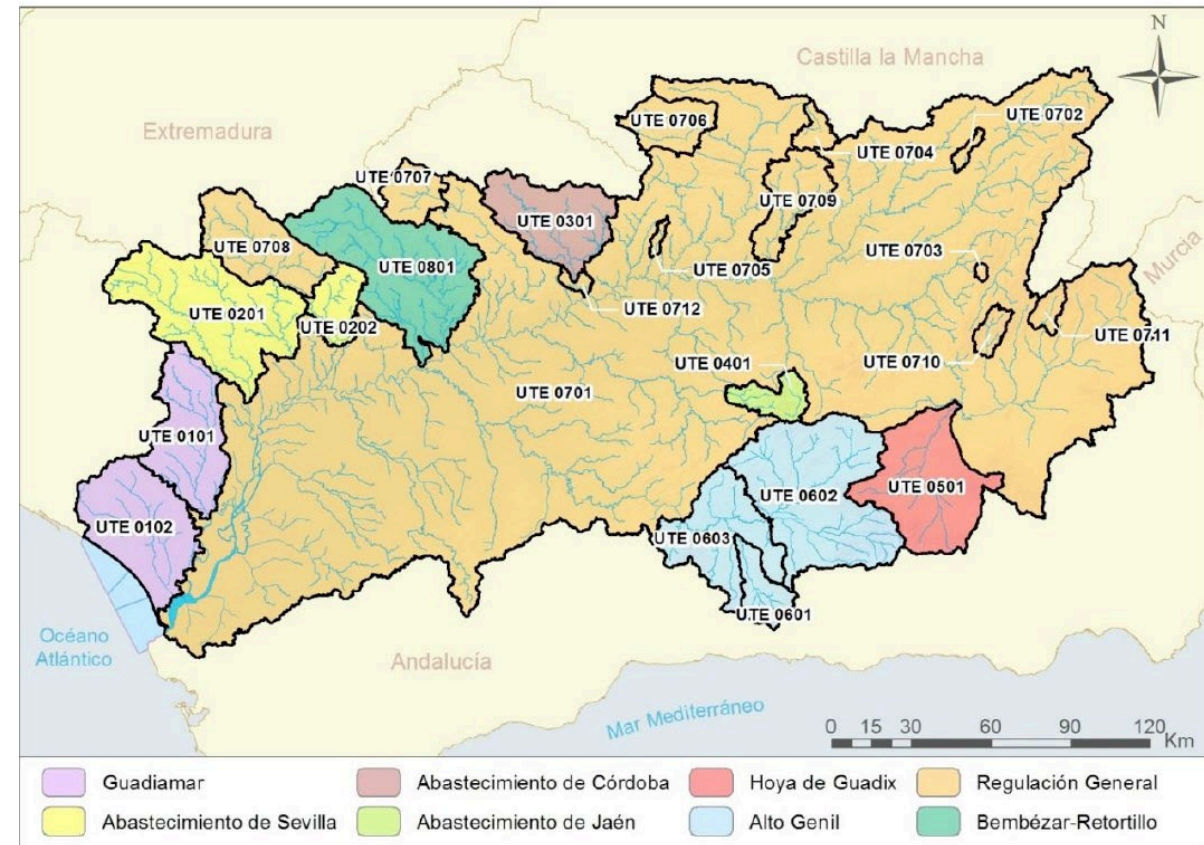 N
Castilla la Mancha
Extremadura
UTE 0706
UTE 0702
UTE 0704
UTE 0707
UTE 0709
UTE 0301
UTE 0708
UTE 0703
UTE 0801
UTE 0705
Murcia
UTE 0712
UTE 0201
UTE 0202
UTE 0711
UTE 0710
UTE 0401
UTE 0701
UTE 0101
UTE 0501
UTE 0602
UTE 0102
UTE 0603
UTE 0601
Océano
Atlántico
Andalucía
Mar Mediterráneo
0 15 30 60 90 120
Km
Guadiamar Abastecimiento de Córdoba Hoya de Guadix Regulación General
Abastecimiento de Sevilla Abastecimiento de Jaén Alto Genil Bembézar-Retortillo